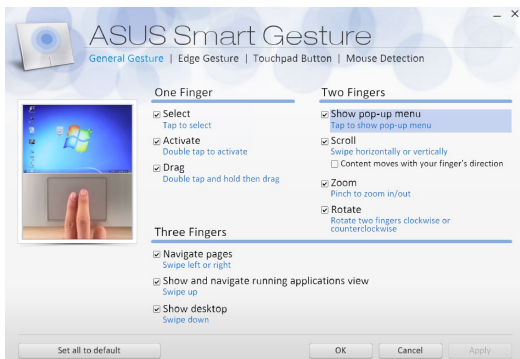 ASUS Smart Gesture
General Gesture | Edge Gesture | Touchpad Button | Mouse Detection
One Finger
Select
Tap to select
Activate
Double tap to activate
Drag
Double tap and hold then drag
Two Fingers
Show pop-up menu
Tap to show pop-up menu
Scroll
Swipe horizontally or vertically
Content moves with your finger's direction
Zoom
Pinch to zoom in/out
Rotate
Rotate two fingers clockwise or
counterclockwise
Three Fingers
Navigate pages
Swipe left or right
Show and navigate running applications view
Swipe up
Show desktop
Swipe down
Set all to default
OK
Cancel
Apply